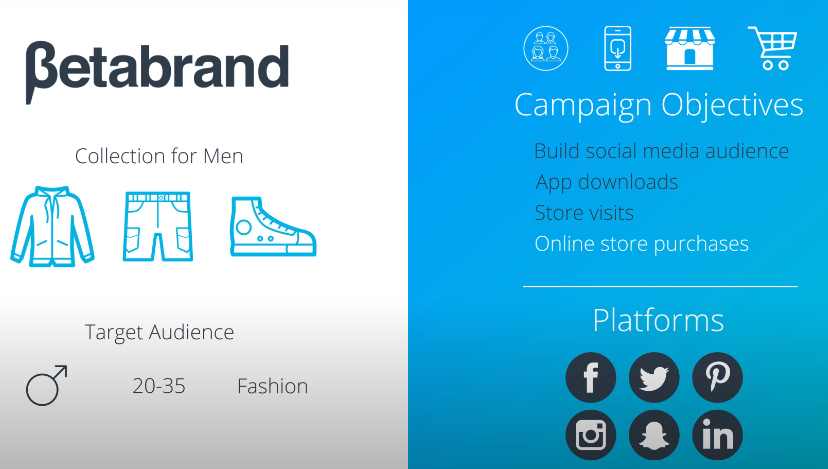 βetabrand
Collection for Men
Target Audience
20-35 Fashion
Campaign Objectives
Build social media audience
App downloads
Store visits
Online store purchases
Platforms